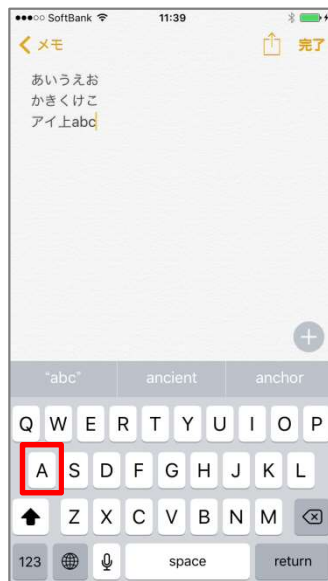 SoftBank 11:39
メモ 完了
あいうえお
かきくけこ
アイ上abc
"abc" ancient anchor
Q W E R T Y U I O P
A S D F G H J K L
Z X C V B N M
123 space return